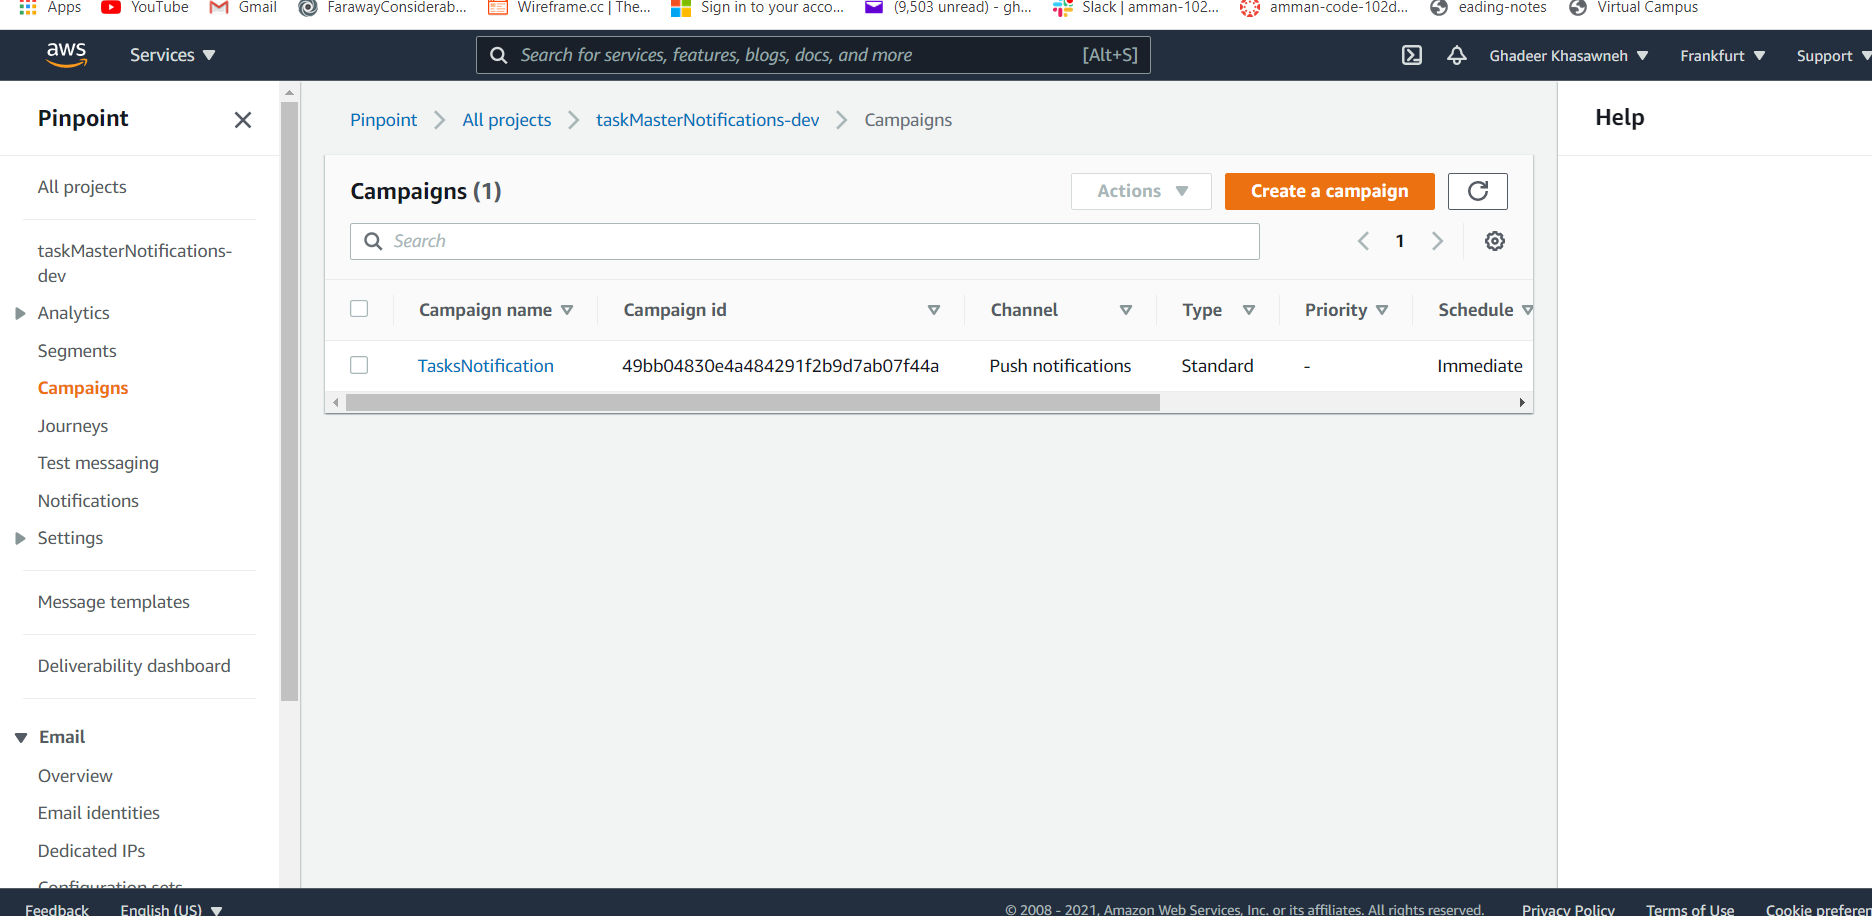 Apps YouTube Gmail FarawayConsiderab... Wireframe.cc | The... Sign in to your acco... (9,503 unread) - gh... Slack | amman-102... amman-code-102d... eading-notes Virtual Campus
aws Services Search for services, features, blogs, docs, and more [Alt+S] Ghadeer Khasawneh Frankfurt Support
Pinpoint
All projects
taskMasterNotifications-
dev
Analytics
Segments
Campaigns
Journeys
Test messaging
Notifications
Settings
Message templates
Deliverability dashboard
Email
Overview
Email identities
Dedicated IPs
Configuration sets
Pinpoint All projects taskMasterNotifications-dev Campaigns
Campaigns (1) Actions Create a campaign
Search 1
Campaign name Campaign id Channel Type Priority Schedule
TasksNotification 49bb04830e4a484291f2b9d7ab07f44a Push notifications Standard - Immediate
Help
Feedback English (US) © 2008 - 2021, Amazon Web Services, Inc. or its affiliates. All rights reserved. Privacy Policy Terms of Use Cookie preferen